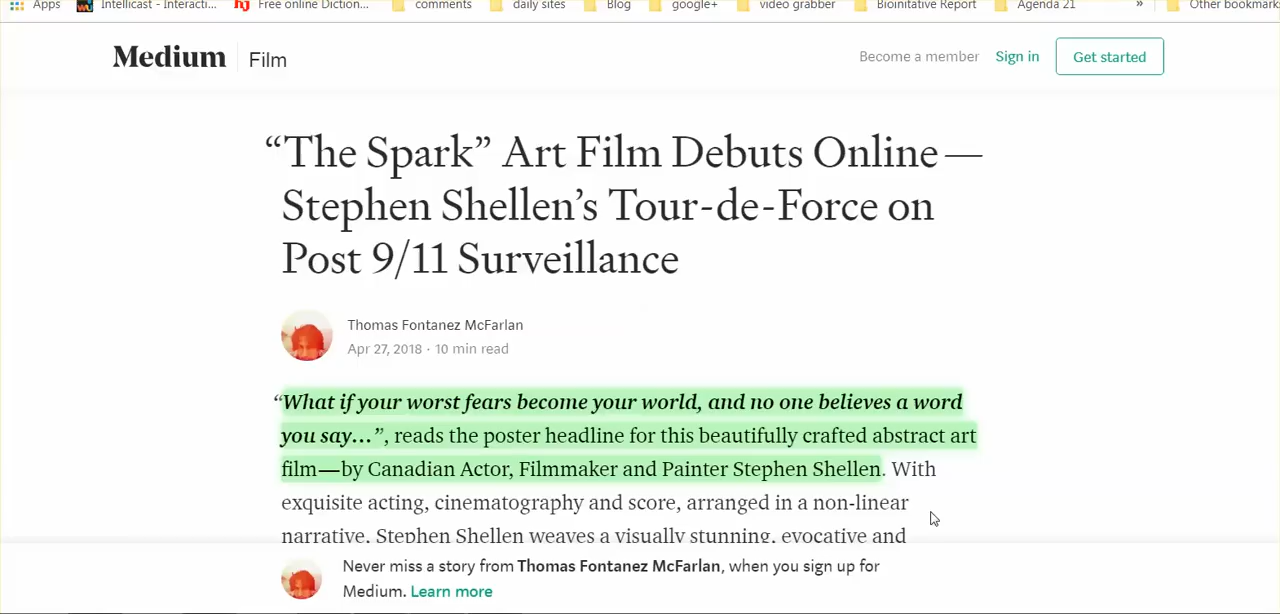 Apps Intellicast - Interacti... Free online Diction... comments daily sites Blog google+ video grabber Bioinitative Report Agenda 21 » Other bookmarks
Medium Film Become a member Sign in Get started
“The Spark” Art Film Debuts Online —
Stephen Shellen’s Tour-de-Force on
Post 9/11 Surveillance
Thomas Fontanez McFarlan
Apr 27, 2018 · 10 min read
“What if your worst fears become your world, and no one believes a word
you say…”, reads the poster headline for this beautifully crafted abstract art
film—by Canadian Actor, Filmmaker and Painter Stephen Shellen. With
exquisite acting, cinematography and score, arranged in a non-linear
narrative, Stephen Shellen weaves a visually stunning, evocative and
Never miss a story from Thomas Fontanez McFarlan, when you sign up for
Medium. Learn more